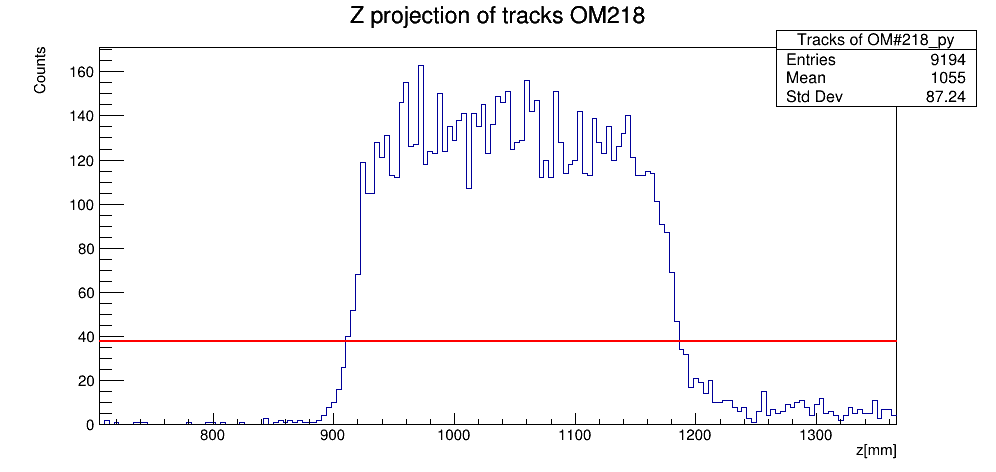 Z projection of tracks OM218
Tracks of OM#218_py
Entries 9194
Mean 1055
Std Dev 87.24
Counts
160
140
120
100
80
60
40
20
0
800 900 1000 1100 1200 1300
z[mm]